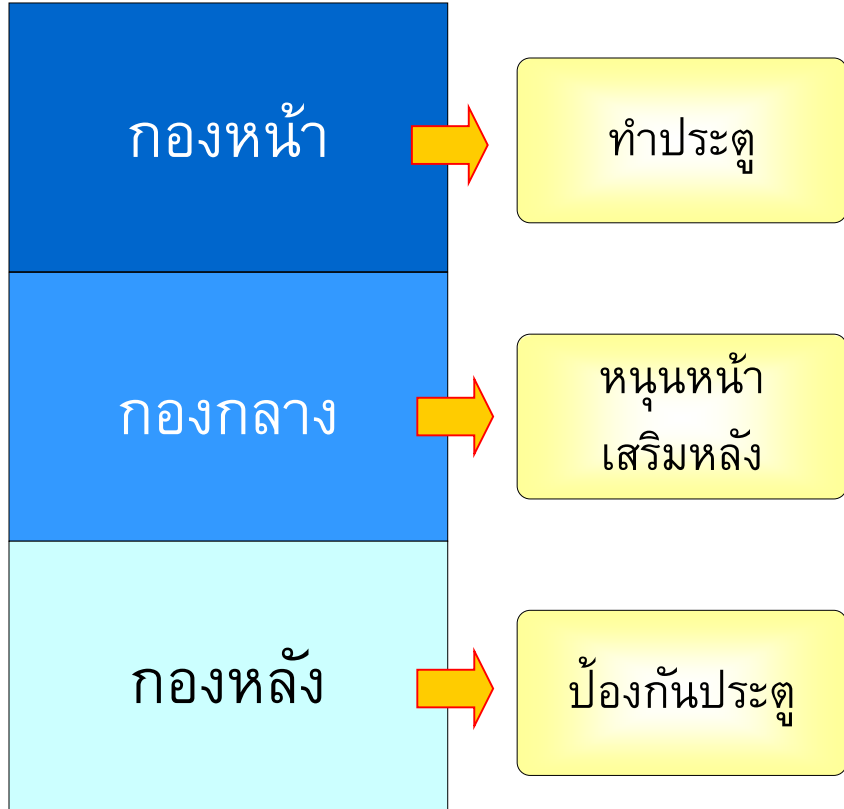 กองหน้า
ทำประตู
กองกลาง
หนุนหน้า
เสริมหลัง
กองหลัง
ป้องกันประตู